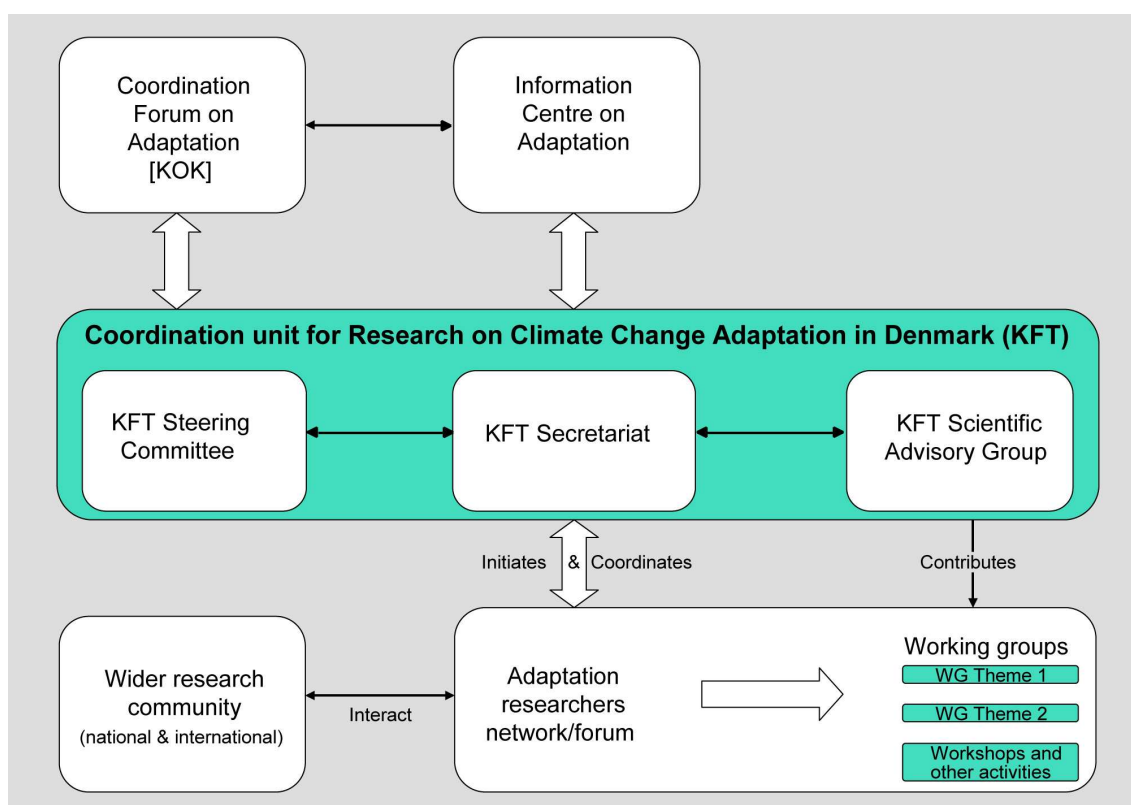 Coordination
Forum on
Adaptation
[KOK]
Information
Centre on
Adaptation
Coordination unit for Research on Climate Change Adaptation in Denmark (KFT)
KFT Steering
Committee
KFT Secretariat
KFT Scientific
Advisory Group
Initiates & Coordinates
Contributes
Wider research
community
(national & international)
Interact
Adaptation
researchers
network/forum
Working groups
WG Theme 1
WG Theme 2
Workshops and
other activities